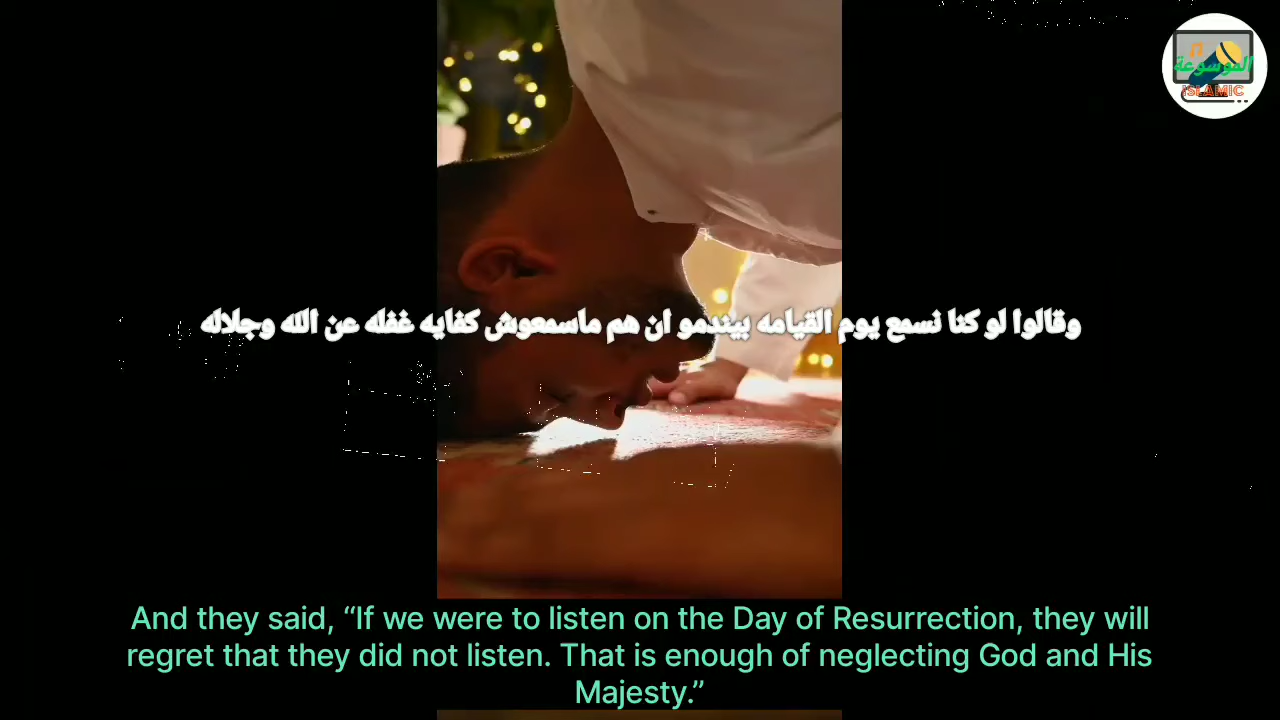 الموسوعة
ISLAMIC
وقالوا لو كنا نسمع يوم القيامه بيندمو ان هم ماسمعوش كفايه غفله عن الله وجلاله
And they said, “If we were to listen on the Day of Resurrection, they will
regret that they did not listen. That is enough of neglecting God and His
Majesty.”